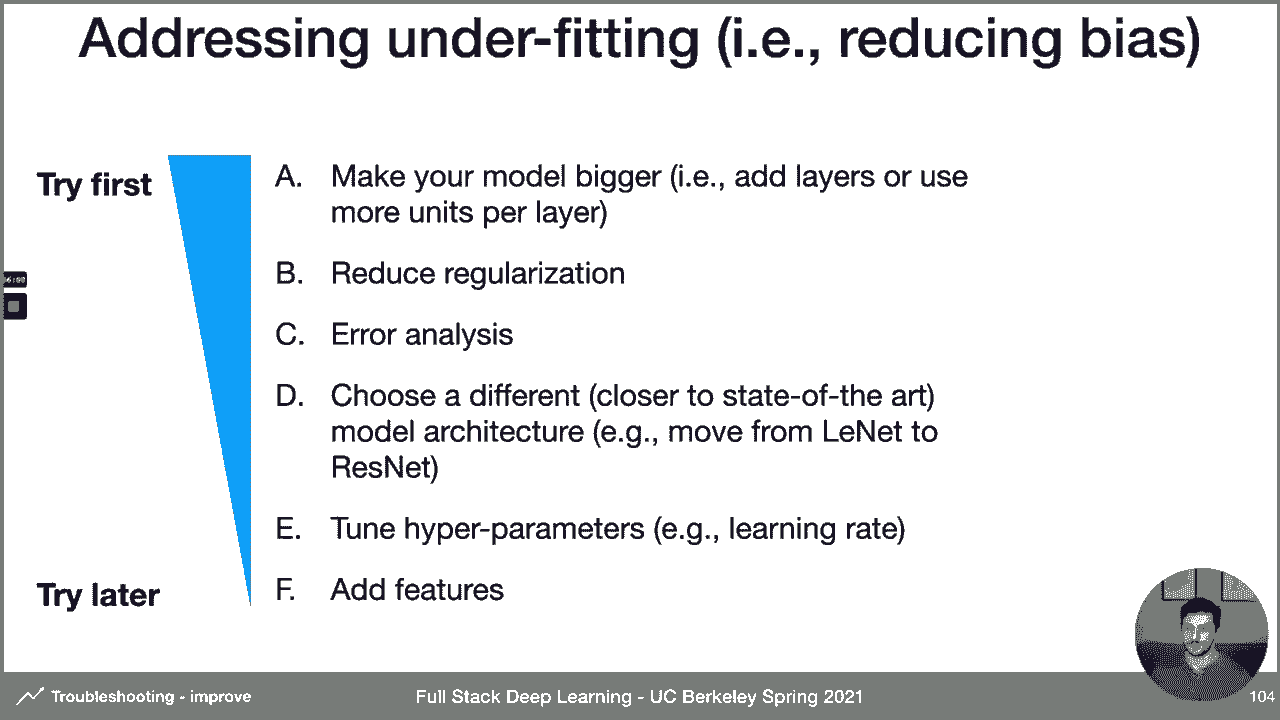 Addressing under-fitting (i.e., reducing bias)
Try first
A. Make your model bigger (i.e., add layers or use
more units per layer)
B. Reduce regularization
C. Error analysis
D. Choose a different (closer to state-of-the art)
model architecture (e.g., move from LeNet to
ResNet)
E. Tune hyper-parameters (e.g., learning rate)
Try later
F. Add features
Troubleshooting - improve
Full Stack Deep Learning - UC Berkeley Spring 2021
104